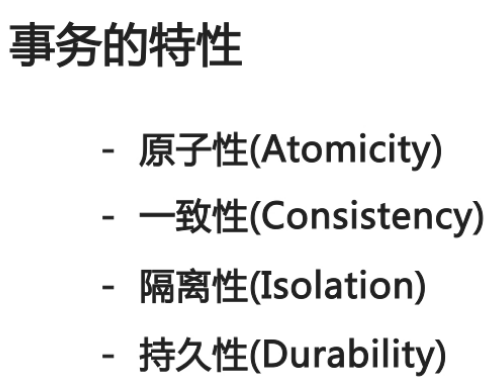 事务的特性
- 原子性(Atomicity)
- 一致性(Consistency)
- 隔离性(Isolation)
- 持久性(Durability)